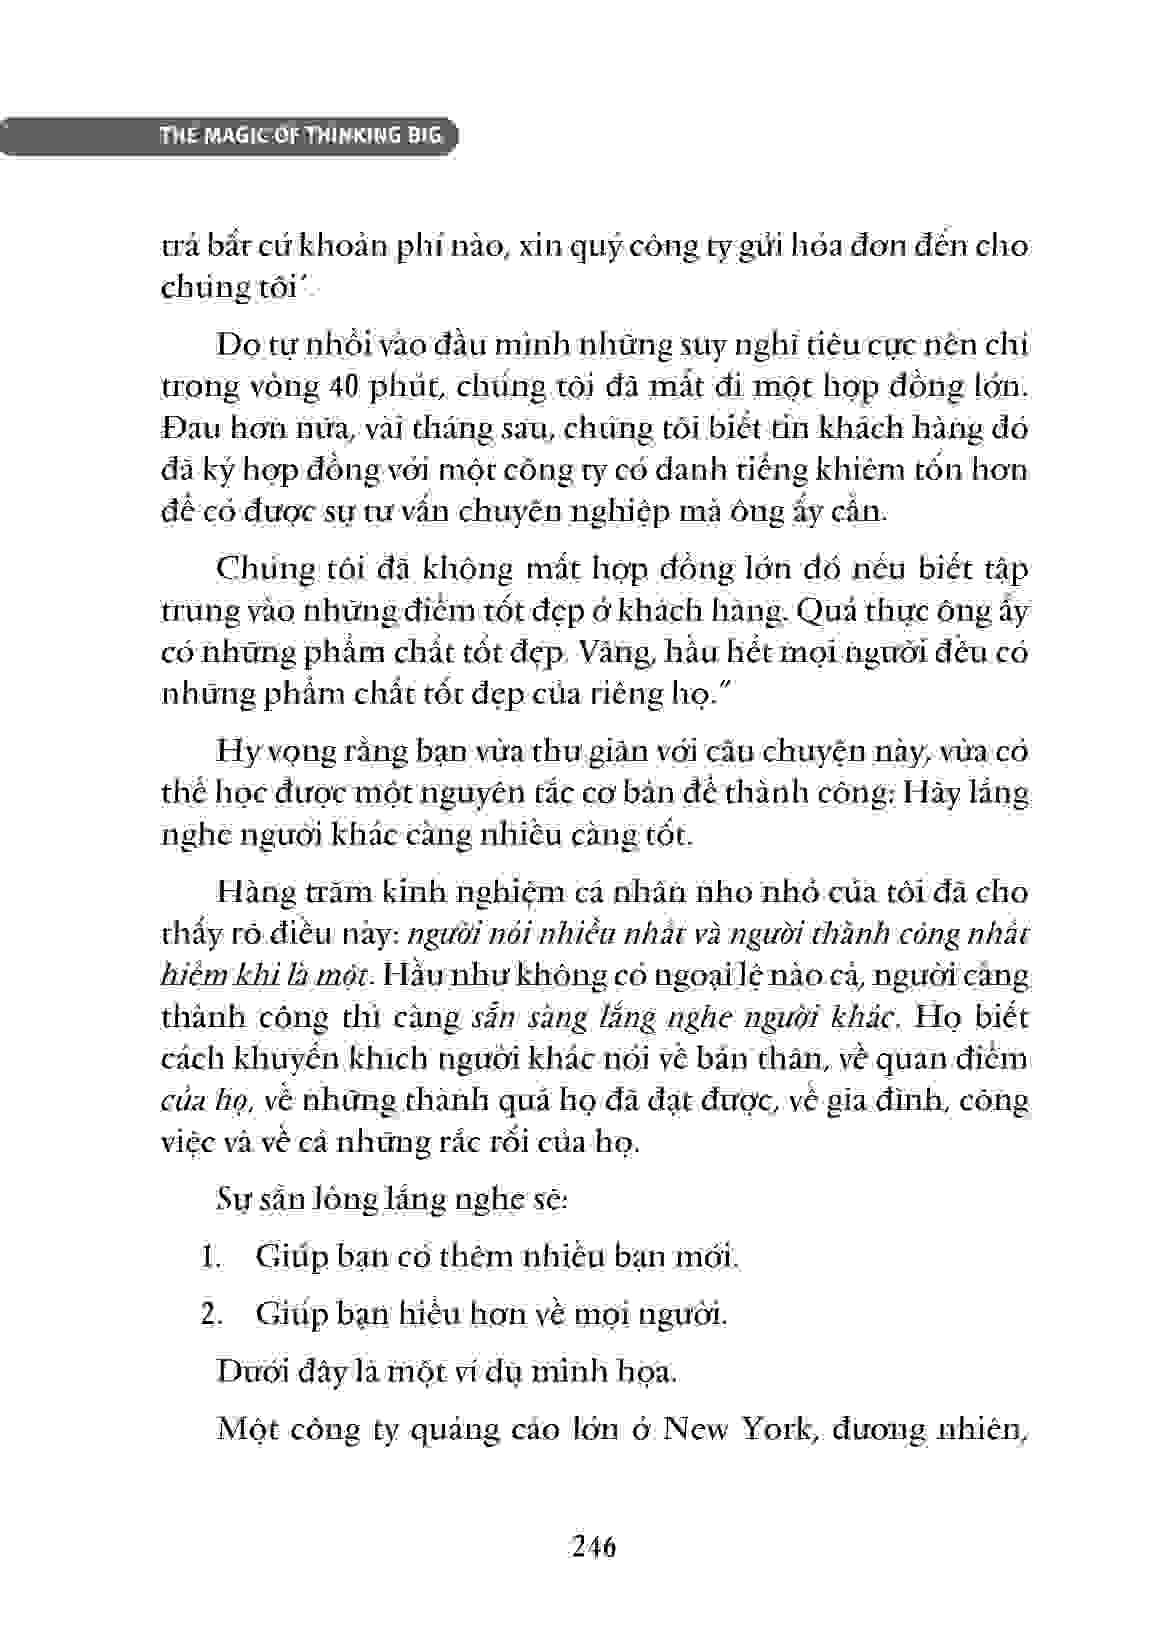 THE MAGIC OF THINKING BIG
trả bất cứ khoản phí nào, xin quý công ty gửi hóa đơn đến cho
chúng tôi'.
Do tự nhồi vào đầu mình những suy nghĩ tiêu cực nên chỉ
trong vòng 40 phút, chúng tôi đã mất đi một hợp đồng lớn.
Đau hơn nữa, vài tháng sau, chúng tôi biết tin khách hàng đó
đã ký hợp đồng với một công ty có danh tiếng khiêm tốn hơn
để có được sự tư vấn chuyên nghiệp mà ông ấy cần.
Chúng tôi đã không mất hợp đồng lớn đó nếu biết tập
trung vào những điểm tốt đẹp ở khách hàng. Quả thực ông ấy
có những phẩm chất tốt đẹp. Vâng, hầu hết mọi người đều có
những phẩm chất tốt đẹp của riêng họ."
Hy vọng rằng bạn vừa thư giãn với câu chuyện này, vừa có
thể học được một nguyên tắc cơ bản để thành công: Hãy lắng
nghe người khác càng nhiều càng tốt.
Hàng trăm kinh nghiệm cá nhân nho nhỏ của tôi đã cho
thấy rõ điều này: người nói nhiều nhất và người thành công nhất
hiếm khi là một. Hầu như không có ngoại lệ nào cả, người càng
thành công thì càng sẵn sàng lắng nghe người khác. Họ biết
cách khuyến khích người khác nói về bản thân, về quan điểm
của họ, về những thành quả họ đã đạt được, về gia đình, công
việc và về cả những rắc rối của họ.
Sự sẵn lòng lắng nghe sẽ:
1. Giúp bạn có thêm nhiều bạn mới.
2. Giúp bạn hiểu hơn về mọi người.
Dưới đây là một ví dụ minh họa.
Một công ty quảng cáo lớn ở New York, đương nhiên,
246